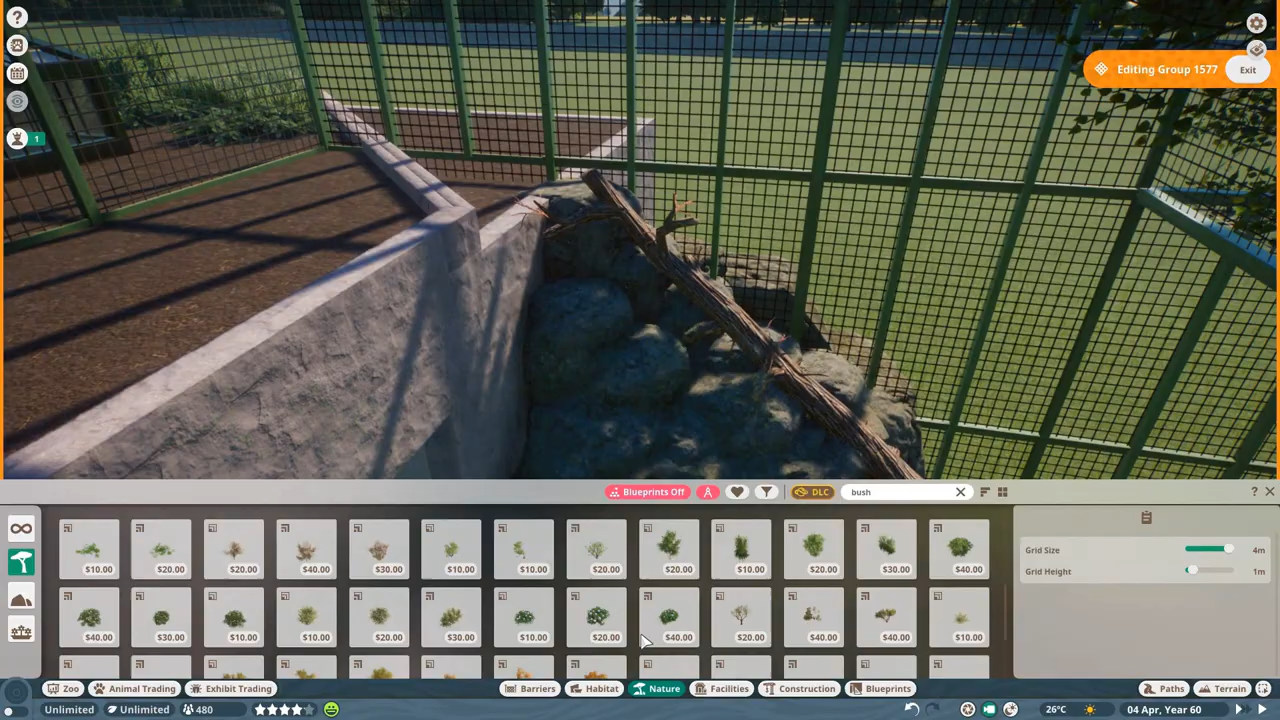 ?
Editing Group 1577
Exit
1
Blueprints Off
DLC
bush
?
$10.00 $20.00 $20.00 $40.00 $30.00 $10.00 $10.00 $20.00 $20.00 $10.00 $20.00 $30.00 $40.00
Grid Size 4m
Grid Height 1m
$40.00 $30.00 $10.00 $10.00 $20.00 $30.00 $10.00 $20.00 $40.00 $20.00 $40.00 $40.00 $10.00
Zoo Animal Trading Exhibit Trading Barriers Habitat Nature Facilities Construction Blueprints Paths Terrain
Unlimited Unlimited 480 26°C 04 Apr, Year 60